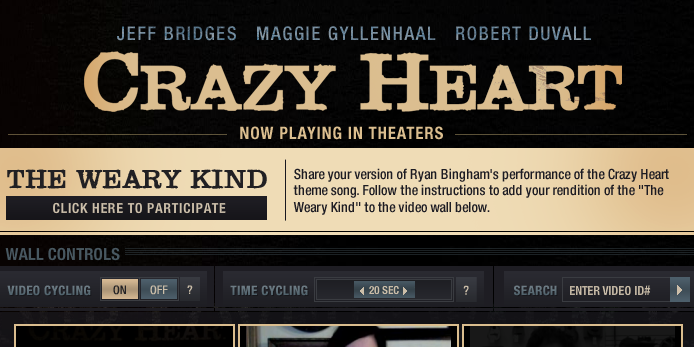 JEFF BRIDGES MAGGIE GYLLENHAAL ROBERT DUVALL
CRAZY HEART
NOW PLAYING IN THEATERS
THE WEARY KIND
CLICK HERE TO PARTICIPATE
Share your version of Ryan Bingham's performance of the Crazy Heart
theme song. Follow the instructions to add your rendition of the "The
Weary Kind" to the video wall below.
WALL CONTROLS
VIDEO CYCLING ON OFF ? TIME CYCLING 20 SEC ? SEARCH ENTER VIDEO ID#